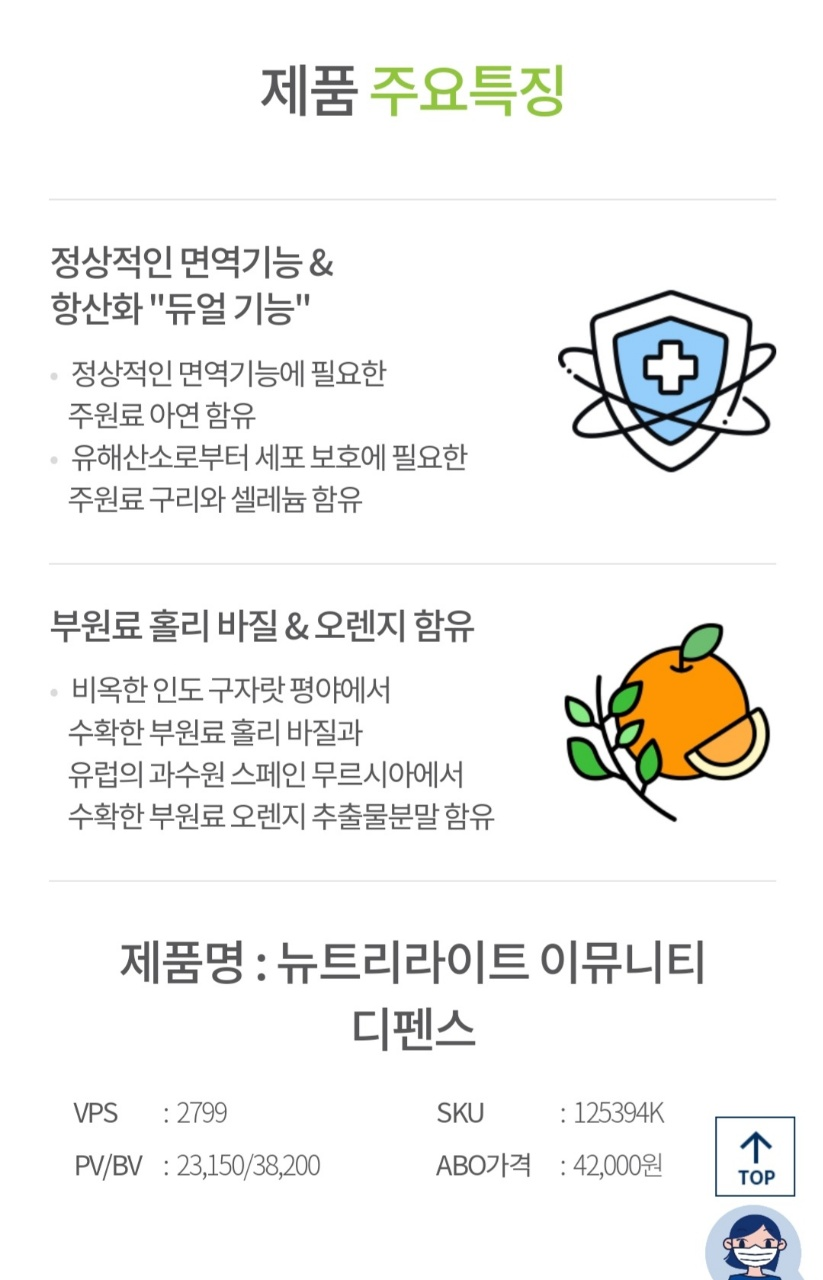 제품 주요특징
정상적인 면역기능 &
항산화 "듀얼 기능"
• 정상적인 면역기능에 필요한
주원료 아연 함유
• 유해산소로부터 세포 보호에 필요한
주원료 구리와 셀레늄 함유
부원료 홀리 바질 & 오렌지 함유
• 비옥한 인도 구자랏 평야에서
수확한 부원료 홀리 바질과
유럽의 과수원 스페인 무르시아에서
수확한 부원료 오렌지 추출물분말 함유
제품명 : 뉴트리라이트 이뮤니티
디펜스
VPS : 2799 SKU : 125394K
PV/BV : 23,150/38,200 ABO가격 : 42,000원
TOP